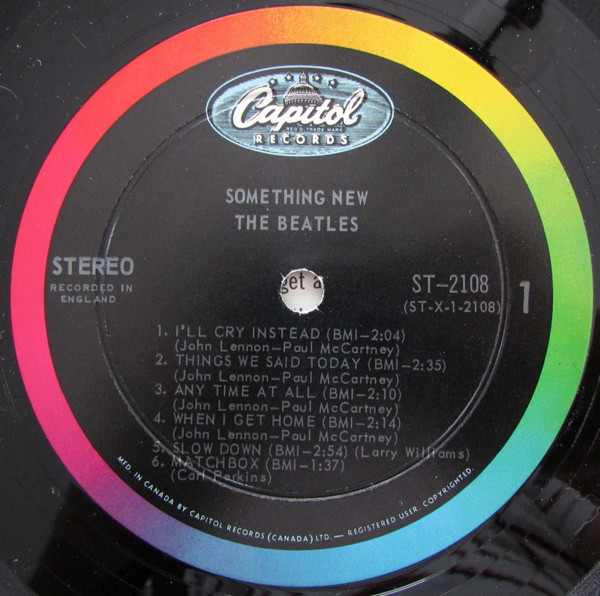 Capitol
REG'D. TRADE MARK
RECORDS
SOMETHING NEW
THE BEATLES
STEREO
RECORDED IN
ENGLAND
get a
ST-2108
(ST-X-1-2108)
1
1. I'LL CRY INSTEAD (BMI-2:04)
(John Lennon-Paul McCartney)
2. THINGS WE SAID TODAY (BMI-2:35)
(John Lennon-Paul McCartney)
3. ANY TIME AT ALL (BMI-2:10)
(John Lennon-Paul McCartney)
4. WHEN I GET HOME (BMI-2:14)
(John Lennon-Paul McCartney)
5. SLOW DOWN (BMI-2:54) (Larry Williams)
6. MATCHBOX (BMI-1:37)
(Carl Perkins)
MFD. IN CANADA BY CAPITOL RECORDS (CANADA) LTD. — REGISTERED USER. COPYRIGHTED.